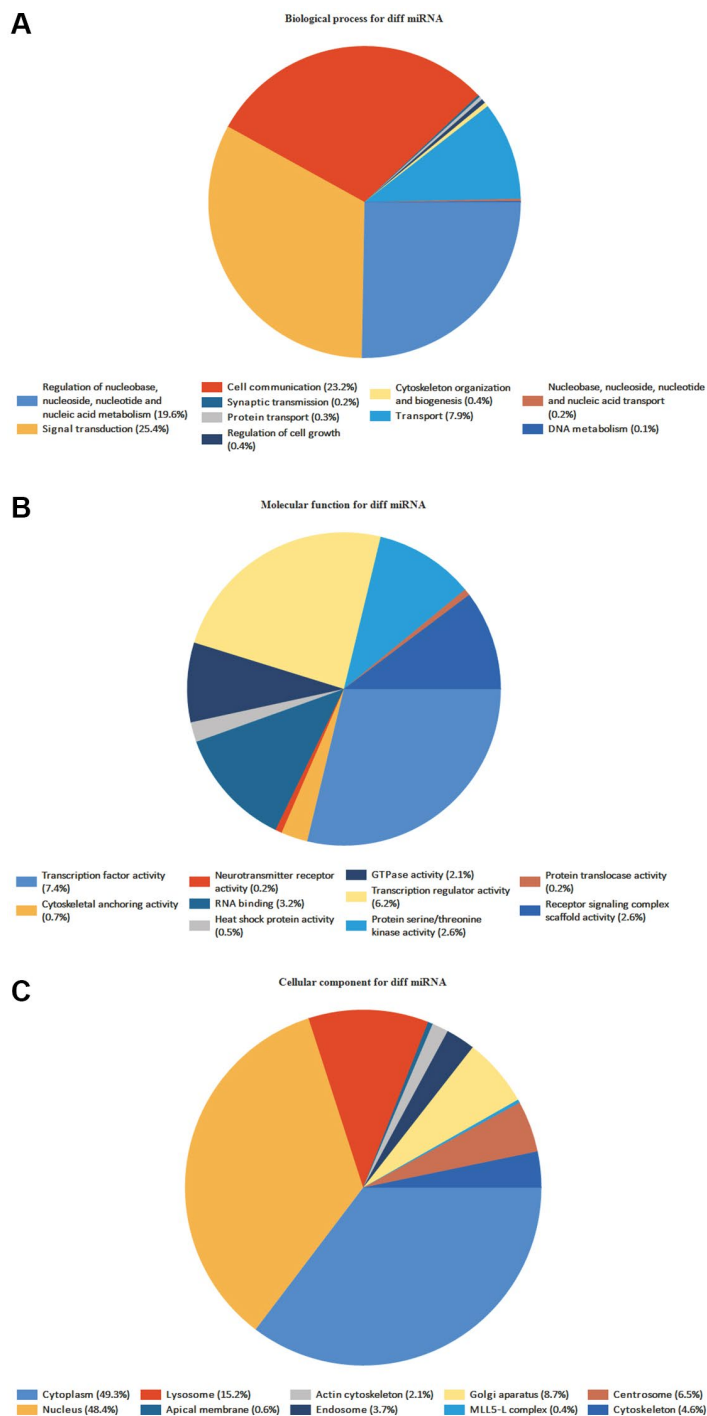 A
Biological process for diff miRNA
Regulation of nucleobase,
nucleoside, nucleotide and
nucleic acid metabolism (19.6%)
Signal transduction (25.4%)
Cell communication (23.2%)
Synaptic transmission (0.2%)
Protein transport (0.3%)
Regulation of cell growth
(0.4%)
Cytoskeleton organization
and biogenesis (0.4%)
Transport (7.9%)
Nucleobase, nucleoside, nucleotide
and nucleic acid transport
(0.2%)
DNA metabolism (0.1%)
B
Molecular function for diff miRNA
Transcription factor activity
(7.4%)
Cytoskeletal anchoring activity
(0.7%)
Neurotransmitter receptor
activity (0.2%)
RNA binding (3.2%)
Heat shock protein activity
(0.5%)
GTPase activity (2.1%)
Transcription regulator activity
(6.2%)
Protein serine/threonine
kinase activity (2.6%)
Protein translocase activity
(0.2%)
Receptor signaling complex
scaffold activity (2.6%)
C
Cellular component for diff miRNA
Cytoplasm (49.3%)
Nucleus (48.4%)
Lysosome (15.2%)
Apical membrane (0.6%)
Actin cytoskeleton (2.1%)
Endosome (3.7%)
Golgi apparatus (8.7%)
MLL5-L complex (0.4%)
Centrosome (6.5%)
Cytoskeleton (4.6%)